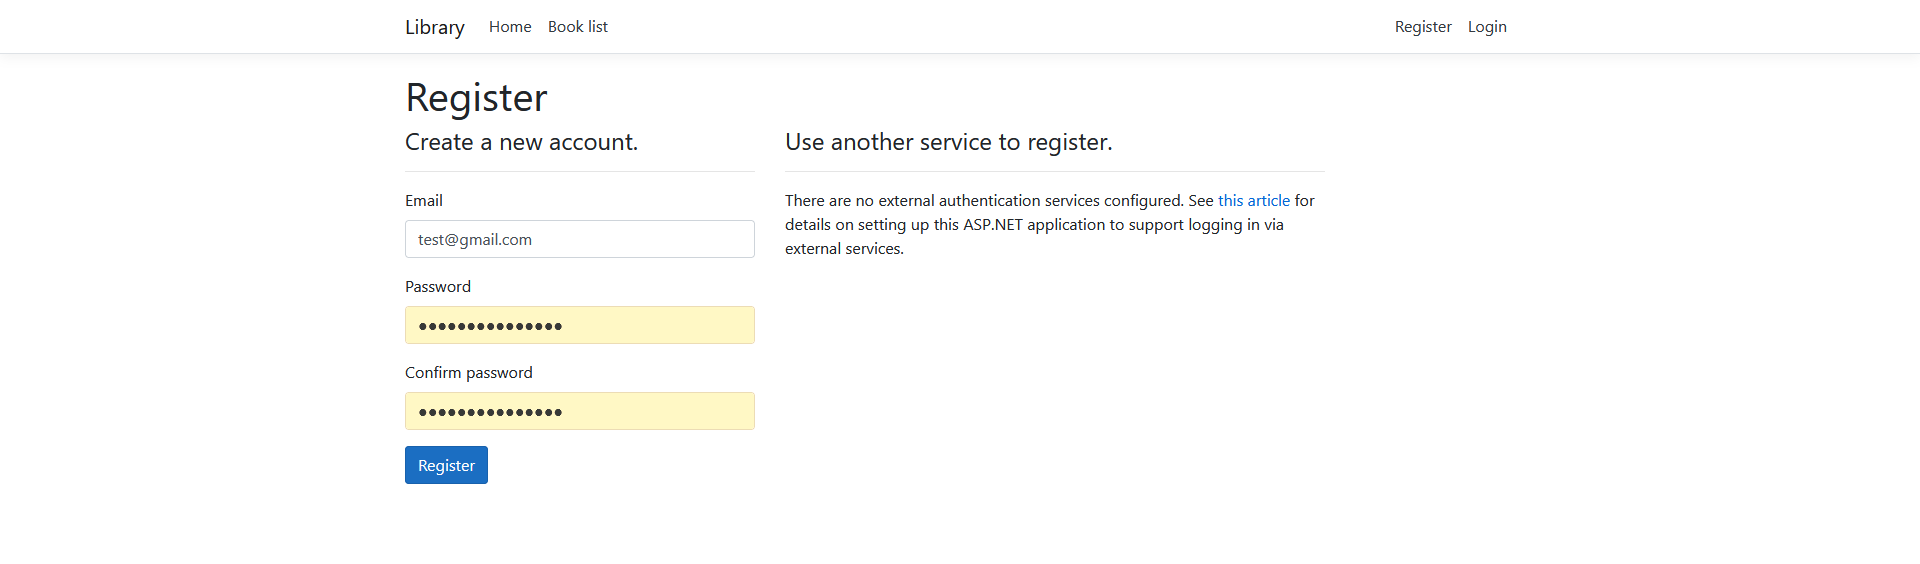 Library Home Book list Register Login
Register
Create a new account.
Email
test@gmail.com
Password
●●●●●●●●●●●●●●●
Confirm password
●●●●●●●●●●●●●●●
Register
Use another service to register.
There are no external authentication services configured. See this article for
details on setting up this ASP.NET application to support logging in via
external services.